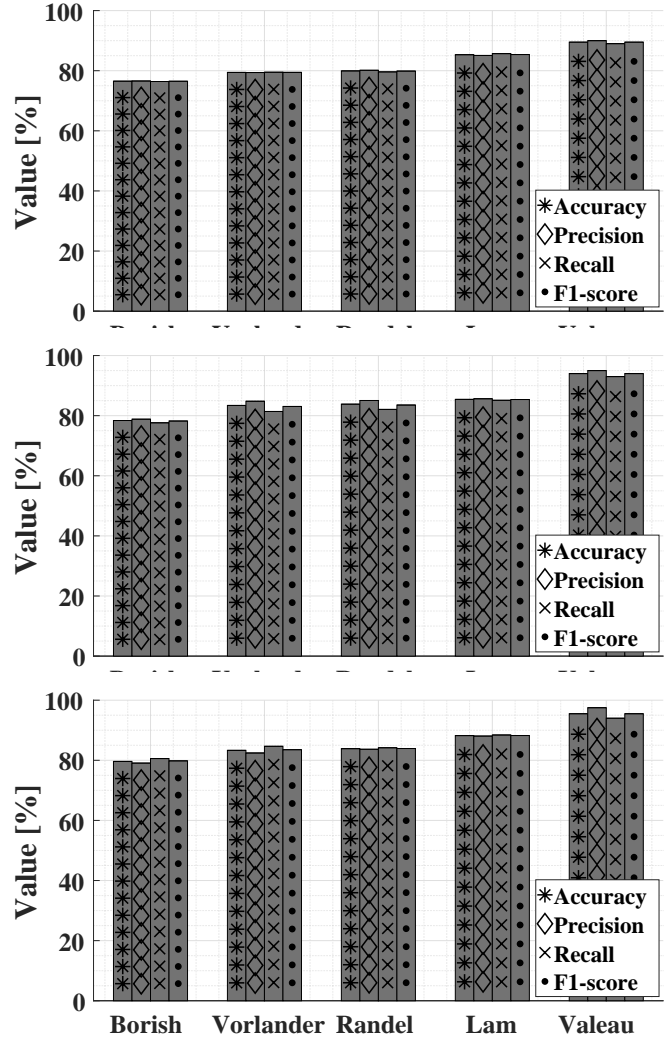 100
80
60
40
20
0
Value [%]
Accuracy
Precision
Recall
F1-score
100
80
60
40
20
0
Value [%]
Accuracy
Precision
Recall
F1-score
100
80
60
40
20
0
Value [%]
Accuracy
Precision
Recall
F1-score
Borish Vorlander Randel Lam Valeau